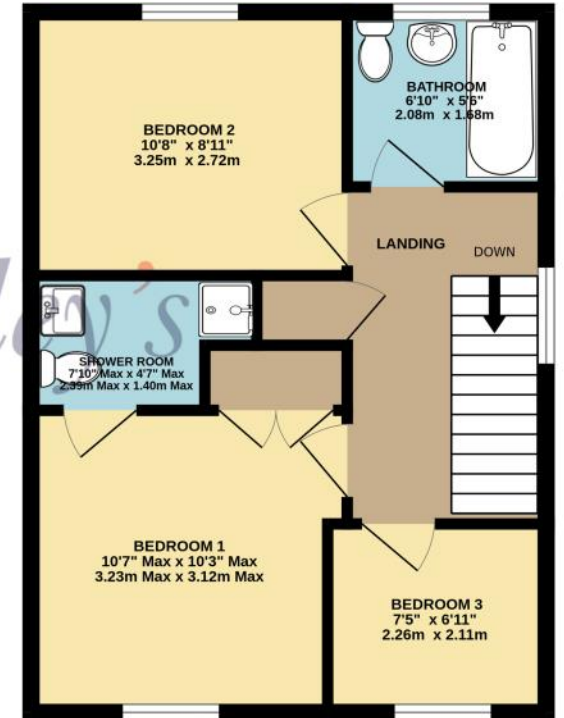 BEDROOM 2
10'8" x 8'11"
3.25m x 2.72m
BATHROOM
6'10" x 5'6"
2.08m x 1.68m
LANDING
DOWN
SHOWER ROOM
7'10" Max x 4'7" Max
2.39m Max x 1.40m Max
BEDROOM 1
10'7" Max x 10'3" Max
3.23m Max x 3.12m Max
BEDROOM 3
7'5" x 6'11"
2.26m x 2.11m